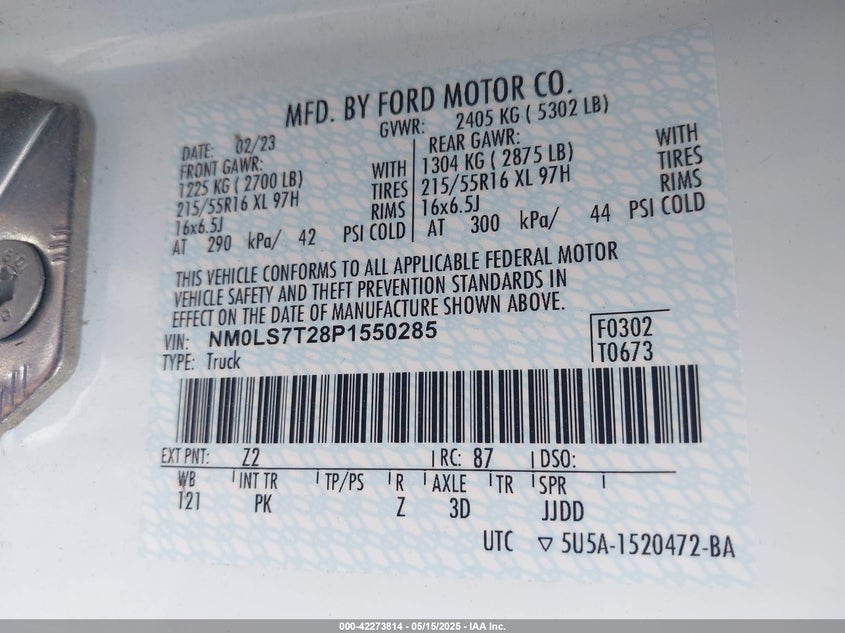 MFD. BY FORD MOTOR CO.
DATE: 02/23
GVWR: 2405 KG ( 5302 LB)
FRONT GAWR:
1225 KG ( 2700 LB) WITH
215/55R16 XL 97H TIRES
16x6.5J RIMS
AT 290 kPa/ 42 PSI COLD
REAR GAWR: WITH
1304 KG ( 2875 LB) TIRES
215/55R16 XL 97H RIMS
16x6.5J
AT 300 kPa/ 44 PSI COLD
THIS VEHICLE CONFORMS TO ALL APPLICABLE FEDERAL MOTOR
VEHICLE SAFETY AND THEFT PREVENTION STANDARDS IN
EFFECT ON THE DATE OF MANUFACTURE SHOWN ABOVE.
VIN: NM0LS7T28P1550285
TYPE: Truck
F0302
T0673
EXT PNT: Z2 RC: 87 DSO:
WB INT TR TP/PS R AXLE TR SPR
121 PK Z 3D JJDD
UTC ▽ 5U5A-1520472-BA
000-42273814 - 05/15/2025 - IAA Inc.